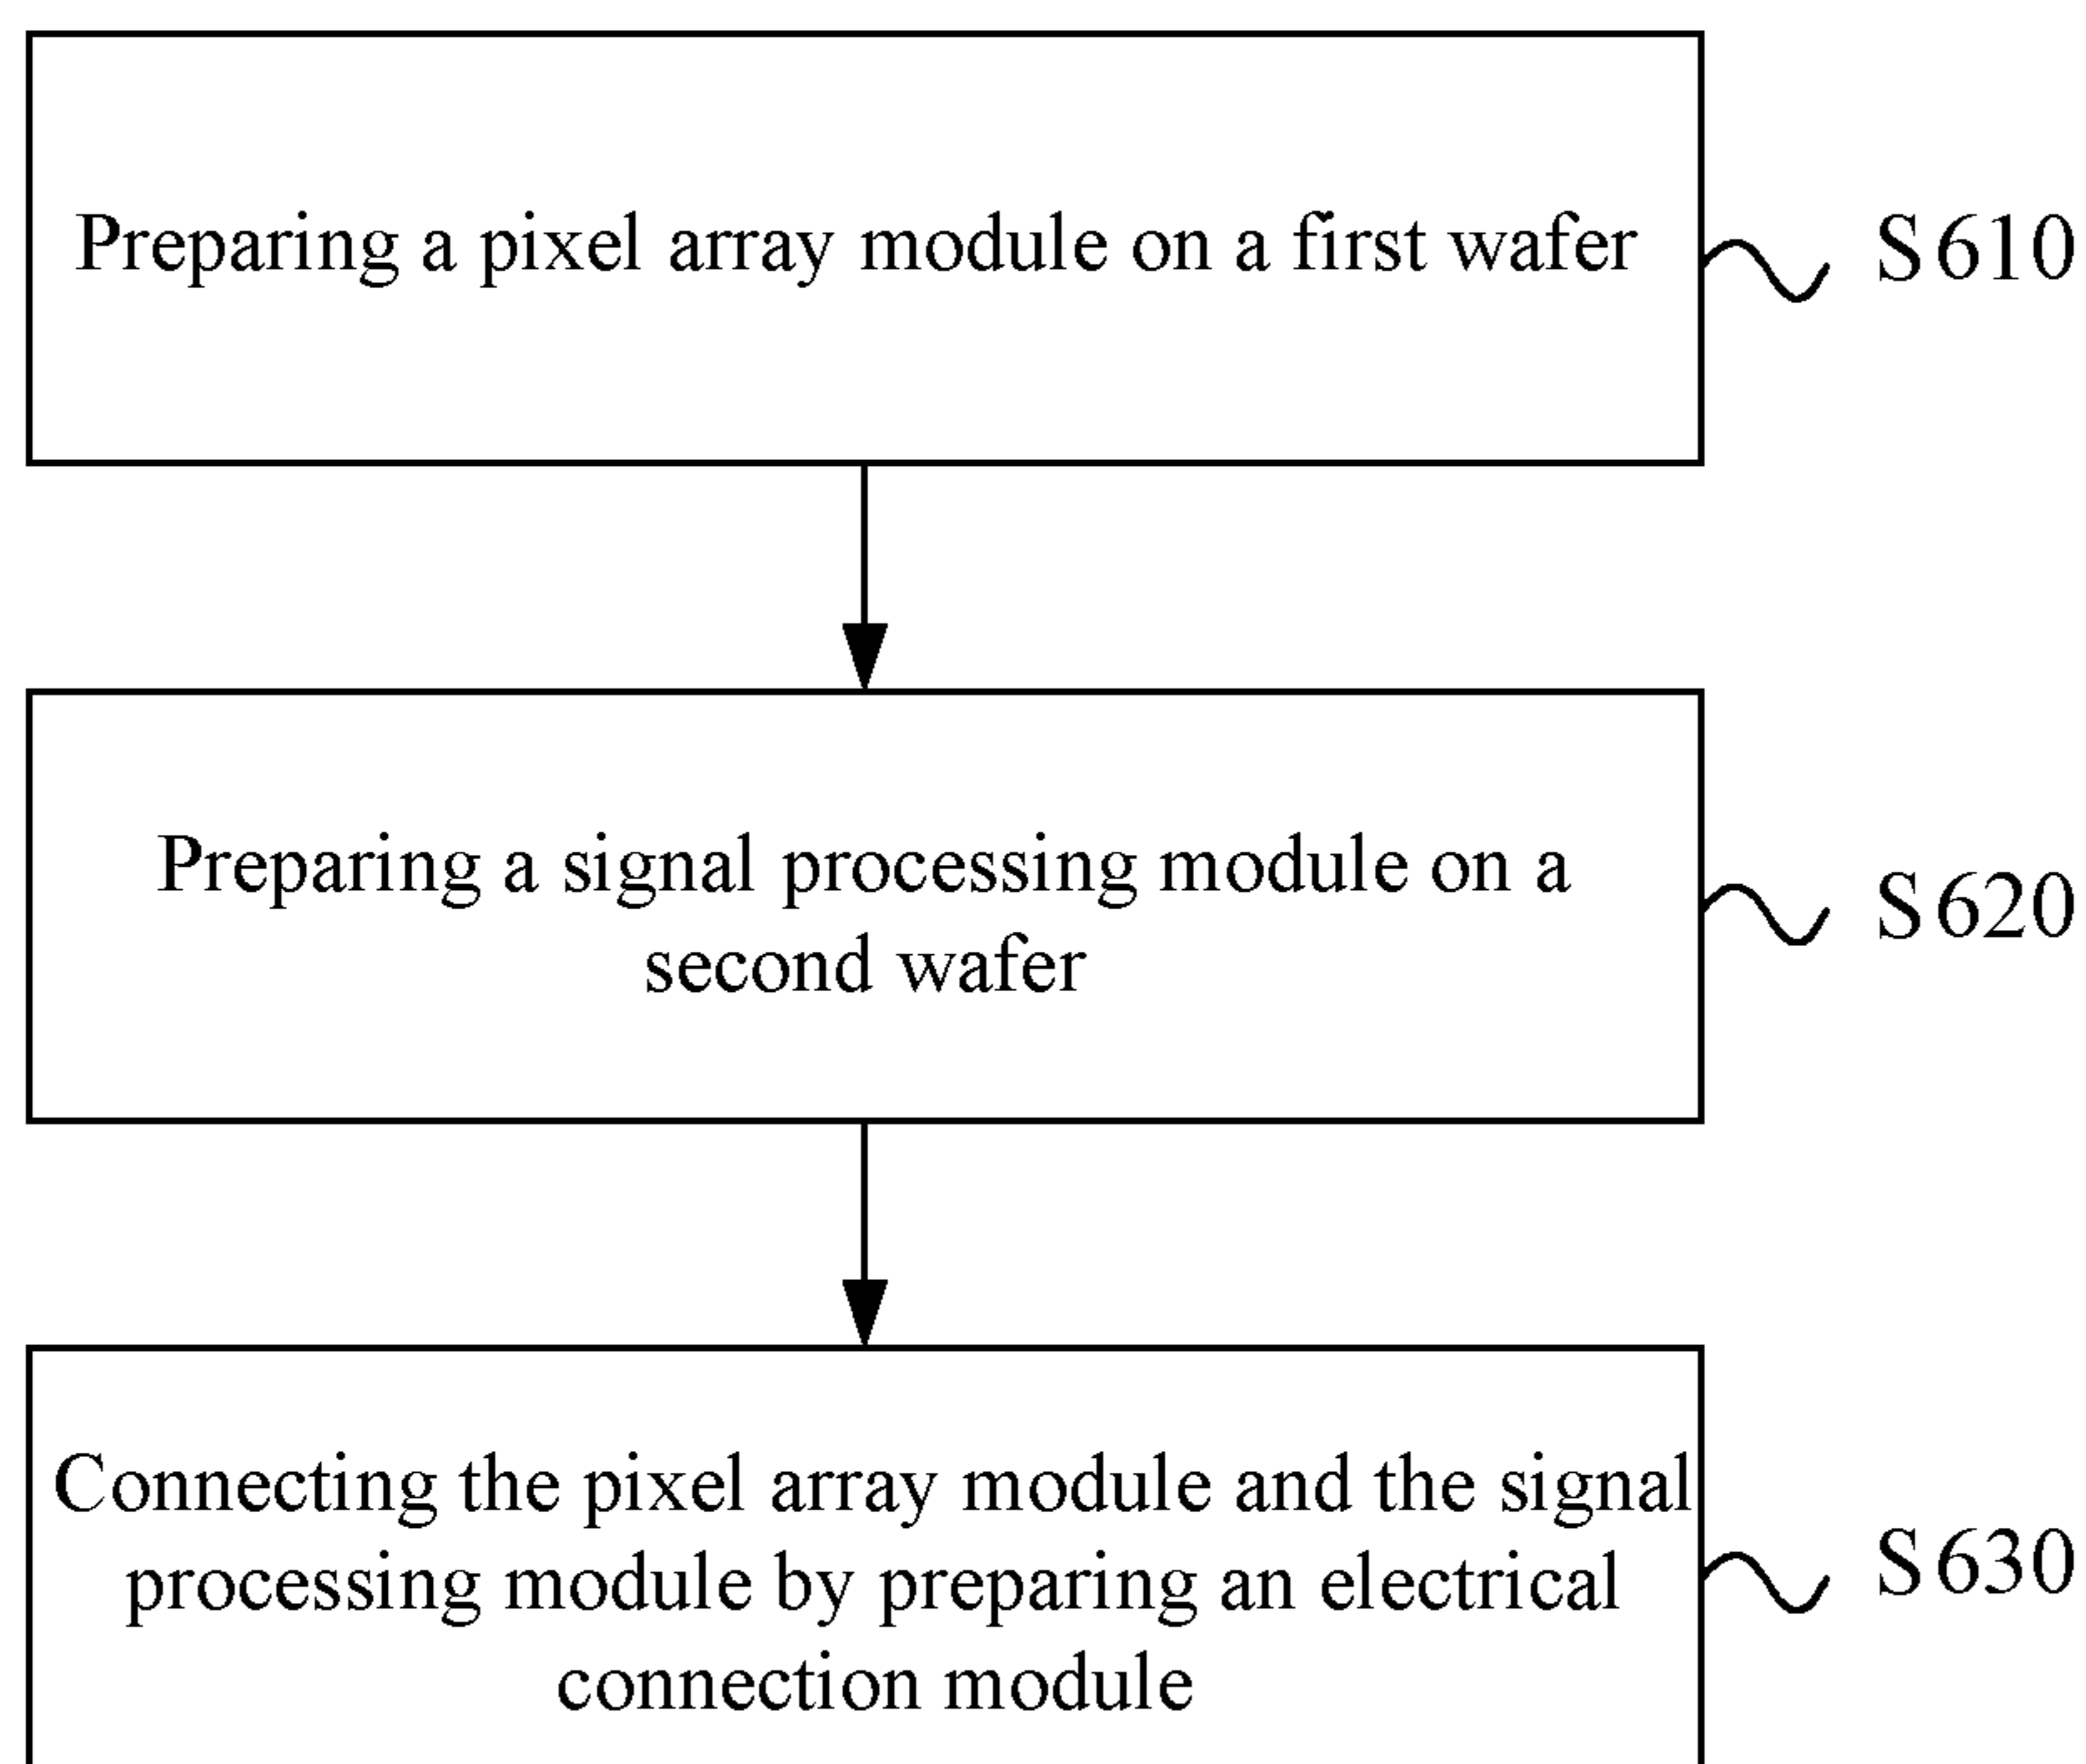 Preparing a pixel array module on a first wafer
S610
Preparing a signal processing module on a
second wafer
S620
Connecting the pixel array module and the signal
processing module by preparing an electrical
connection module
S630